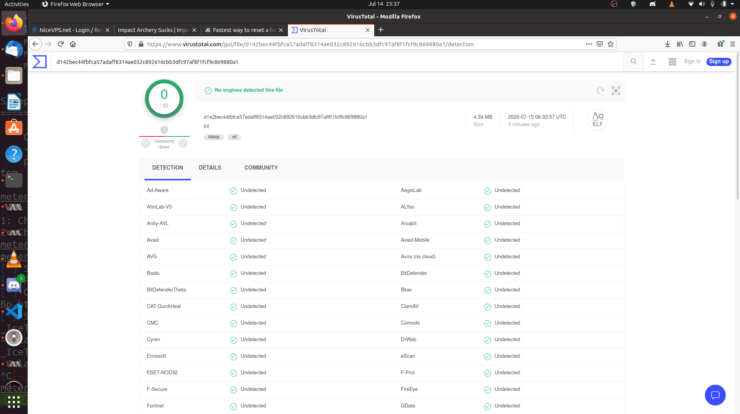 Activities Firefox Web Browser Jul 14 23:37
VirusTotal - Mozilla Firefox
NiceVPS.net - Login / Re × Impact Archery Sucks | Im × Fastest way to reset a h × VirusTotal × +
https://www.virustotal.com/gui/file/d142bec44fbfca57adaff8314ae032c892616cbb3dfc97af8f1fcf9c869880a1/detection
d142bec44fbfca57adaff8314ae032c892616cbb3dfc97af8f1fcf9c869880a1
Sign in Sign up
0
No engines detected this file
d142bec44fbfca57adaff8314ae032c892616cbb3dfc97af8f1fcf9c869880a1
Elf
64bits elf
4.34 MB
Size
2020-07-15 06:33:57 UTC
3 minutes ago
ELF
Community
Score
DETECTION DETAILS COMMUNITY
Ad-Aware Undetected AegisLab Undetected
AhnLab-V3 Undetected ALYac Undetected
Antiy-AVL Undetected Arcabit Undetected
Avast Undetected Avast-Mobile Undetected
AVG Undetected Avira (no cloud) Undetected
Baidu Undetected BitDefender Undetected
BitDefenderTheta Undetected Bkav Undetected
CAT-QuickHeal Undetected ClamAV Undetected
CMC Undetected Comodo Undetected
Cyren Undetected DrWeb Undetected
Emsisoft Undetected eScan Undetected
ESET-NOD32 Undetected F-Prot Undetected
F-Secure Undetected FireEye Undetected
Fortinet Undetected GData Undetected